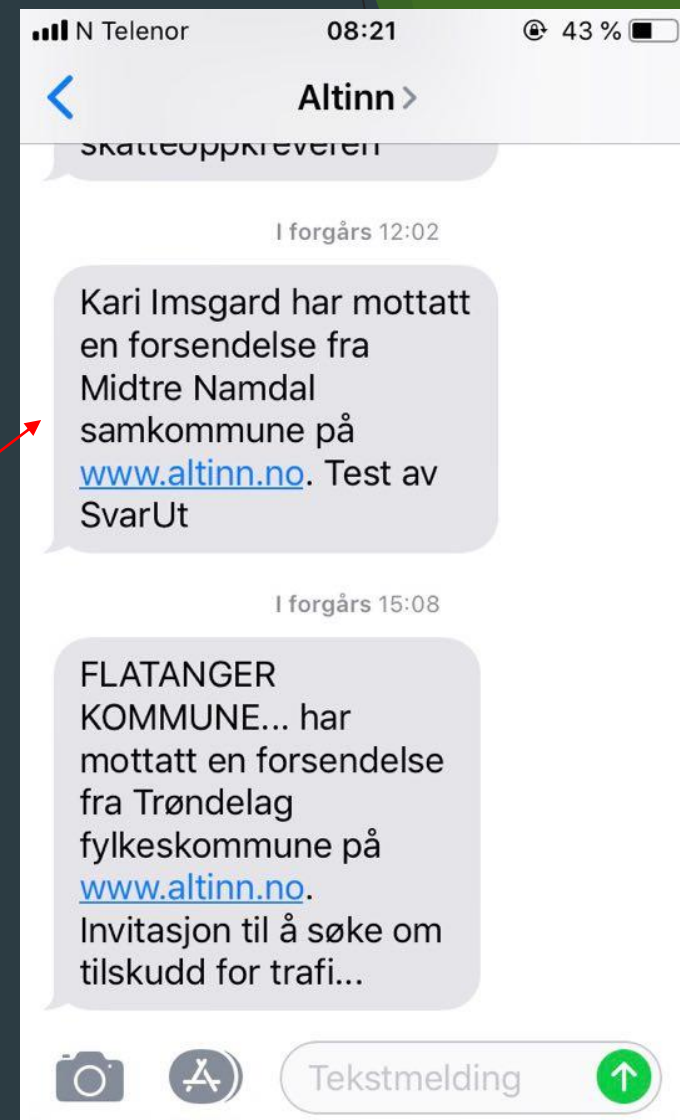 N Telenor 08:21 43 %
Altinn
skatteoppkreveren
I forgårs 12:02
Kari Imsgard har mottatt
en forsendelse fra
Midtre Namdal
samkommune på
www.altinn.no. Test av
SvarUt
I forgårs 15:08
FLATANGER
KOMMUNE... har
mottatt en forsendelse
fra Trøndelag
fylkeskommune på
www.altinn.no.
Invitasjon til å søke om
tilskudd for trafi...
Tekstmelding